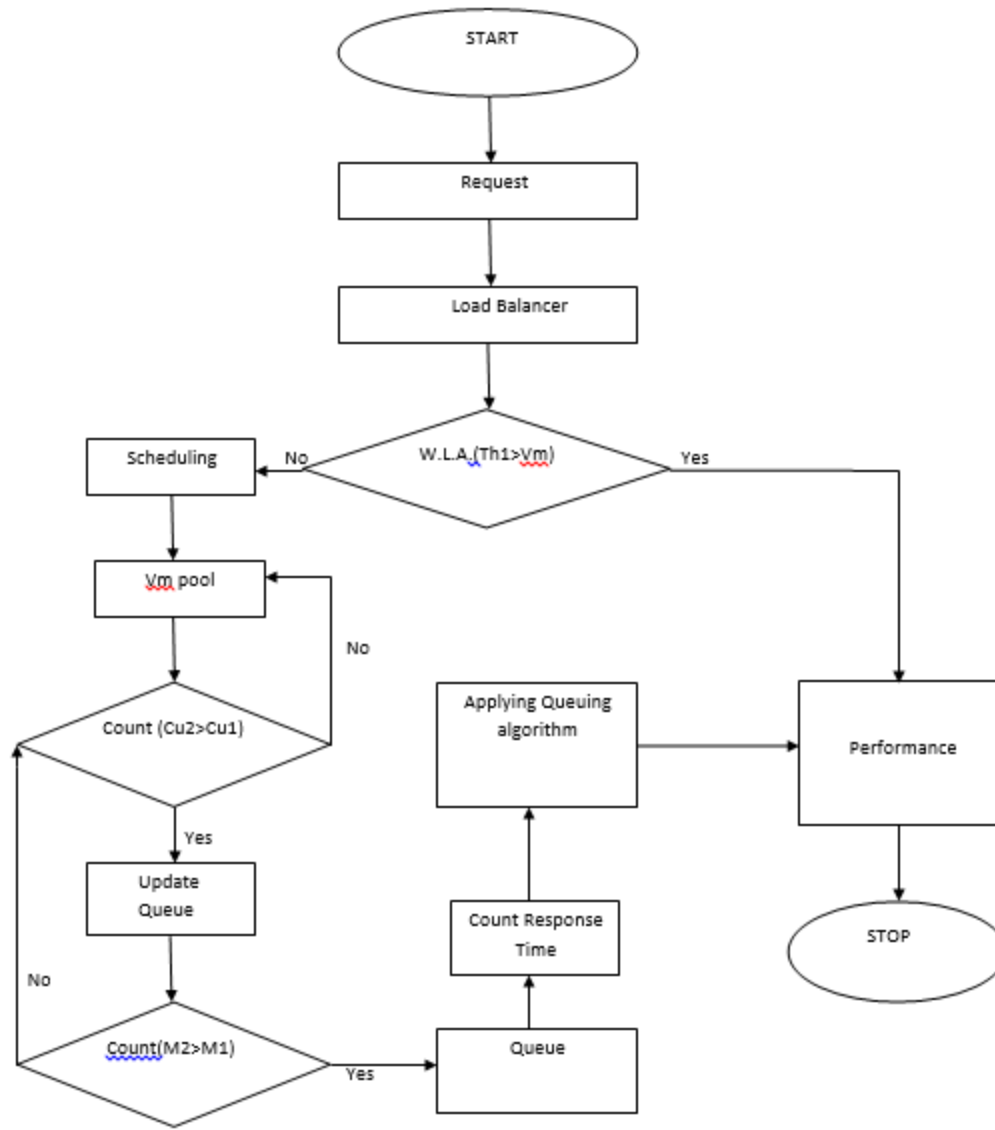 START
Request
Load Balancer
W.L.A.(Th1>Vm)
No
Yes
Scheduling
Vm pool
No
Count (Cu2>Cu1)
Yes
Update
Queue
No
Count(M2>M1)
Yes
Queue
Count Response
Time
Applying Queuing
algorithm
Performance
STOP